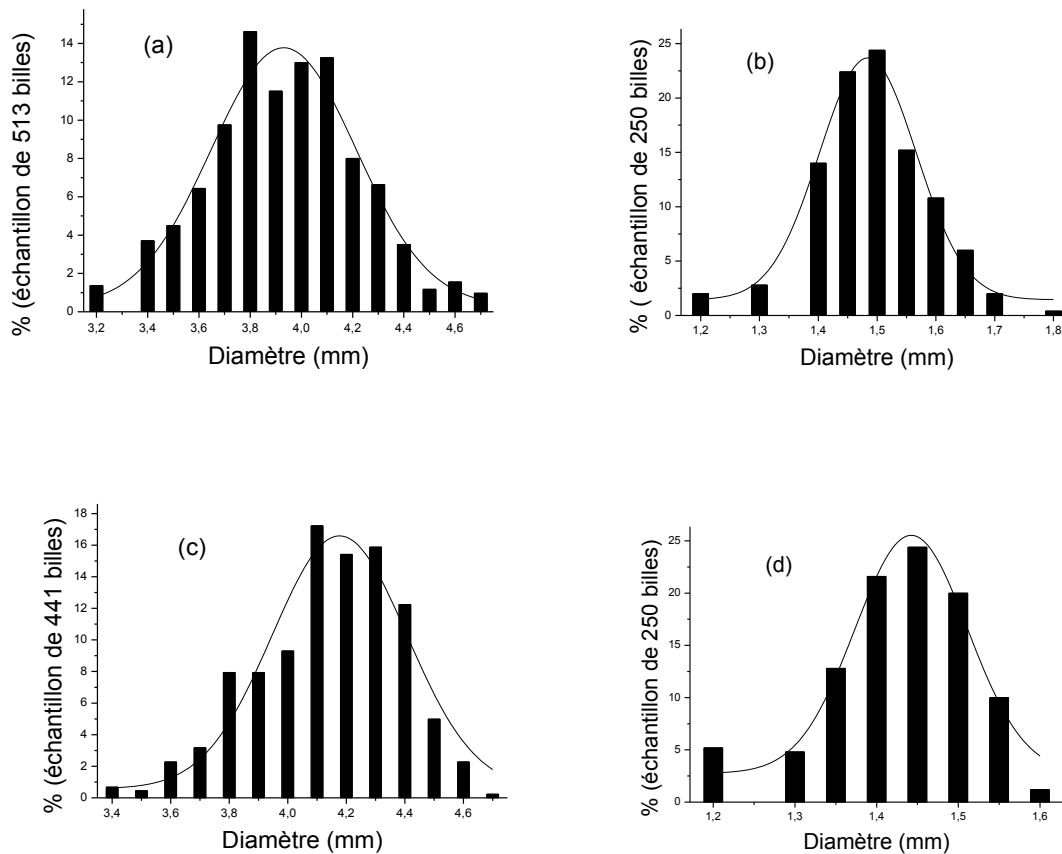 (a)
% (échantillon de 513 billes)
14
12
10
8
6
4
2
0
3,2 3,4 3,6 3,8 4,0 4,2 4,4 4,6
Diamètre (mm)
(b)
% ( échantillon de 250 billes)
25
20
15
10
5
0
1,2 1,3 1,4 1,5 1,6 1,7 1,8
Diamètre (mm)
(c)
% (échantillon de 441 billes)
18
16
14
12
10
8
6
4
2
0
3,4 3,6 3,8 4,0 4,2 4,4 4,6
Diamètre (mm)
(d)
% (échantillon de 250 billes)
25
20
15
10
5
0
1,2 1,3 1,4 1,5 1,6
Diamètre (mm)